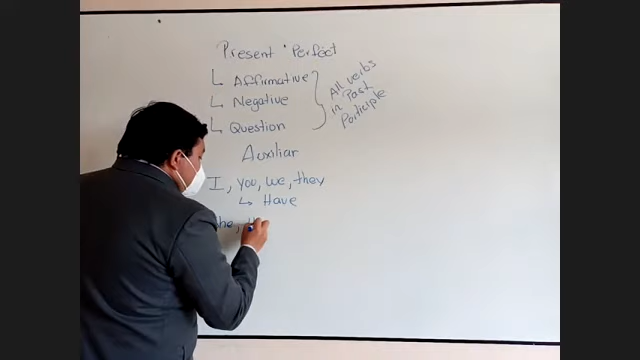 Present Perfect
Affirmative
Negative
Question
All verbs
in Past
Participle
Auxiliar
I, you, we, they
Have
he,